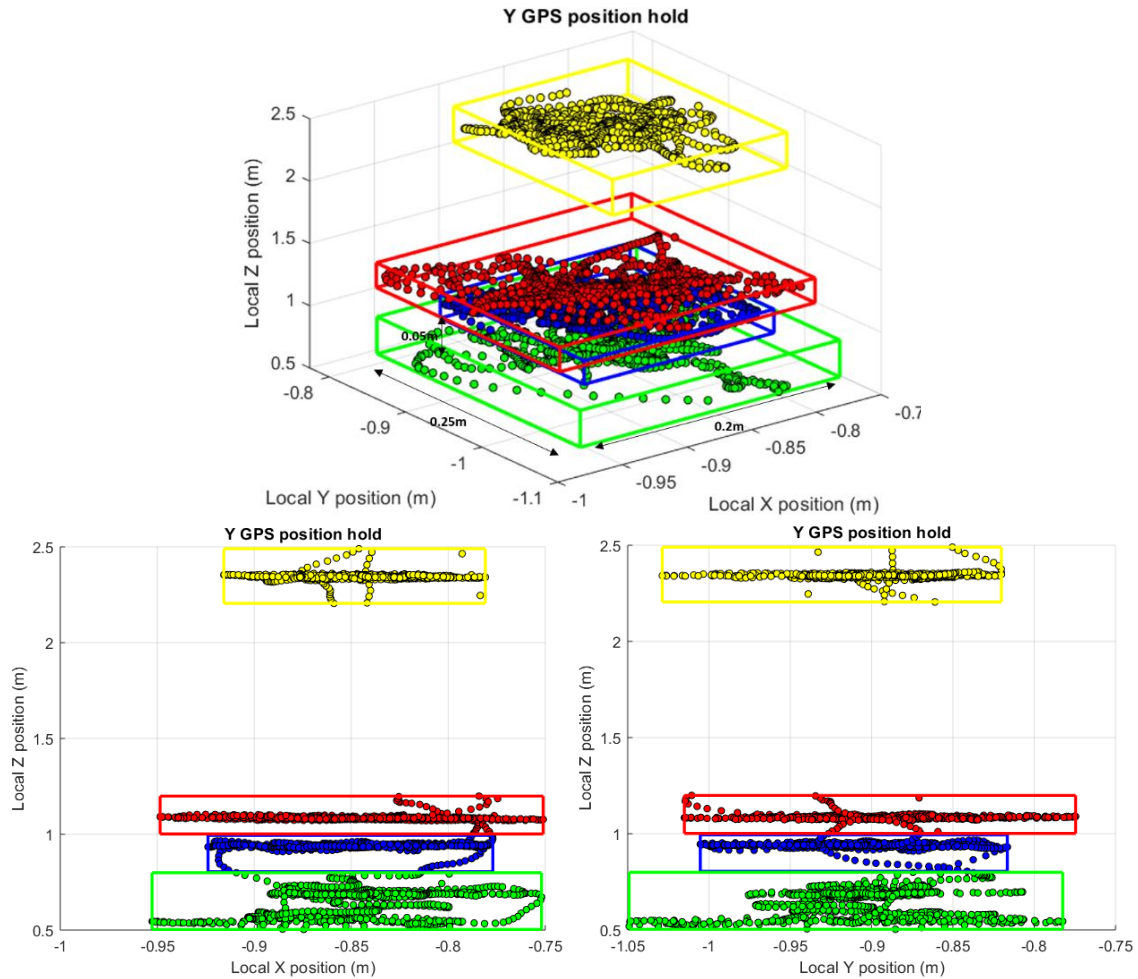 Y GPS position hold
2.5
2
1.5
1
0.5
Local Z position (m)
0.05m
0.25m
0.2m
-0.8
-0.9
-1
-1.1
Local Y position (m)
-1
-0.95
-0.9
-0.85
-0.8
-0.7
Local X position (m)
Y GPS position hold
2.5
2
1.5
1
0.5
Local Z position (m)
-1
-0.95
-0.9
-0.85
-0.8
-0.75
Local X position (m)
Y GPS position hold
2.5
2
1.5
1
0.5
Local Z position (m)
-1.05
-1
-0.95
-0.9
-0.85
-0.8
-0.75
Local Y position (m)